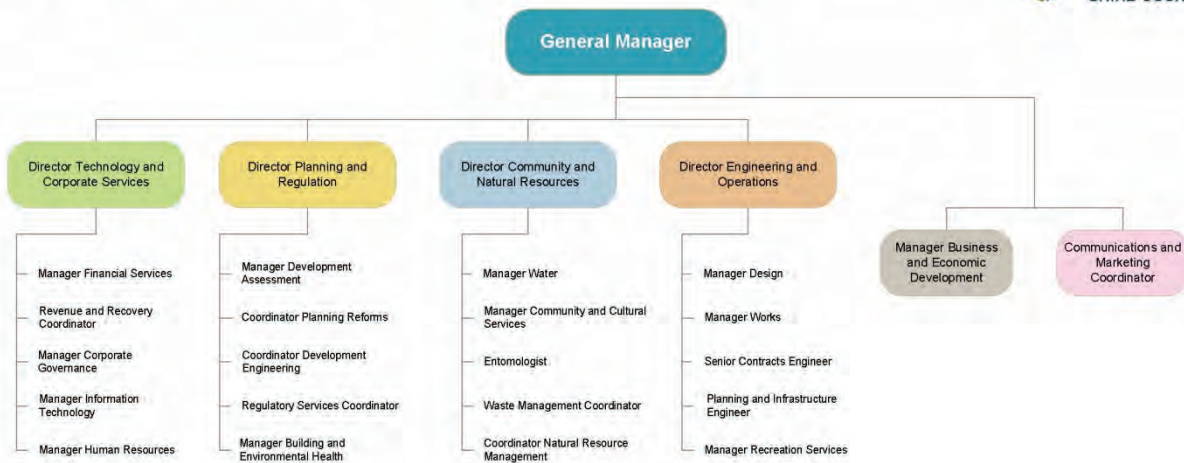 General Manager
Director Technology and
Corporate Services
Director Planning and
Regulation
Director Community and
Natural Resources
Director Engineering and
Operations
Manager Business
and Economic
Development
Communications and
Marketing
Coordinator
Manager Financial Services
Revenue and Recovery
Coordinator
Manager Corporate
Governance
Manager Information
Technology
Manager Human Resources
Manager Development
Assessment
Coordinator Planning Reforms
Coordinator Development
Engineering
Regulatory Services Coordinator
Manager Building and
Environmental Health
Manager Water
Manager Community and Cultural
Services
Entomologist
Waste Management Coordinator
Coordinator Natural Resource
Management
Manager Design
Manager Works
Senior Contracts Engineer
Planning and Infrastructure
Engineer
Manager Recreation Services